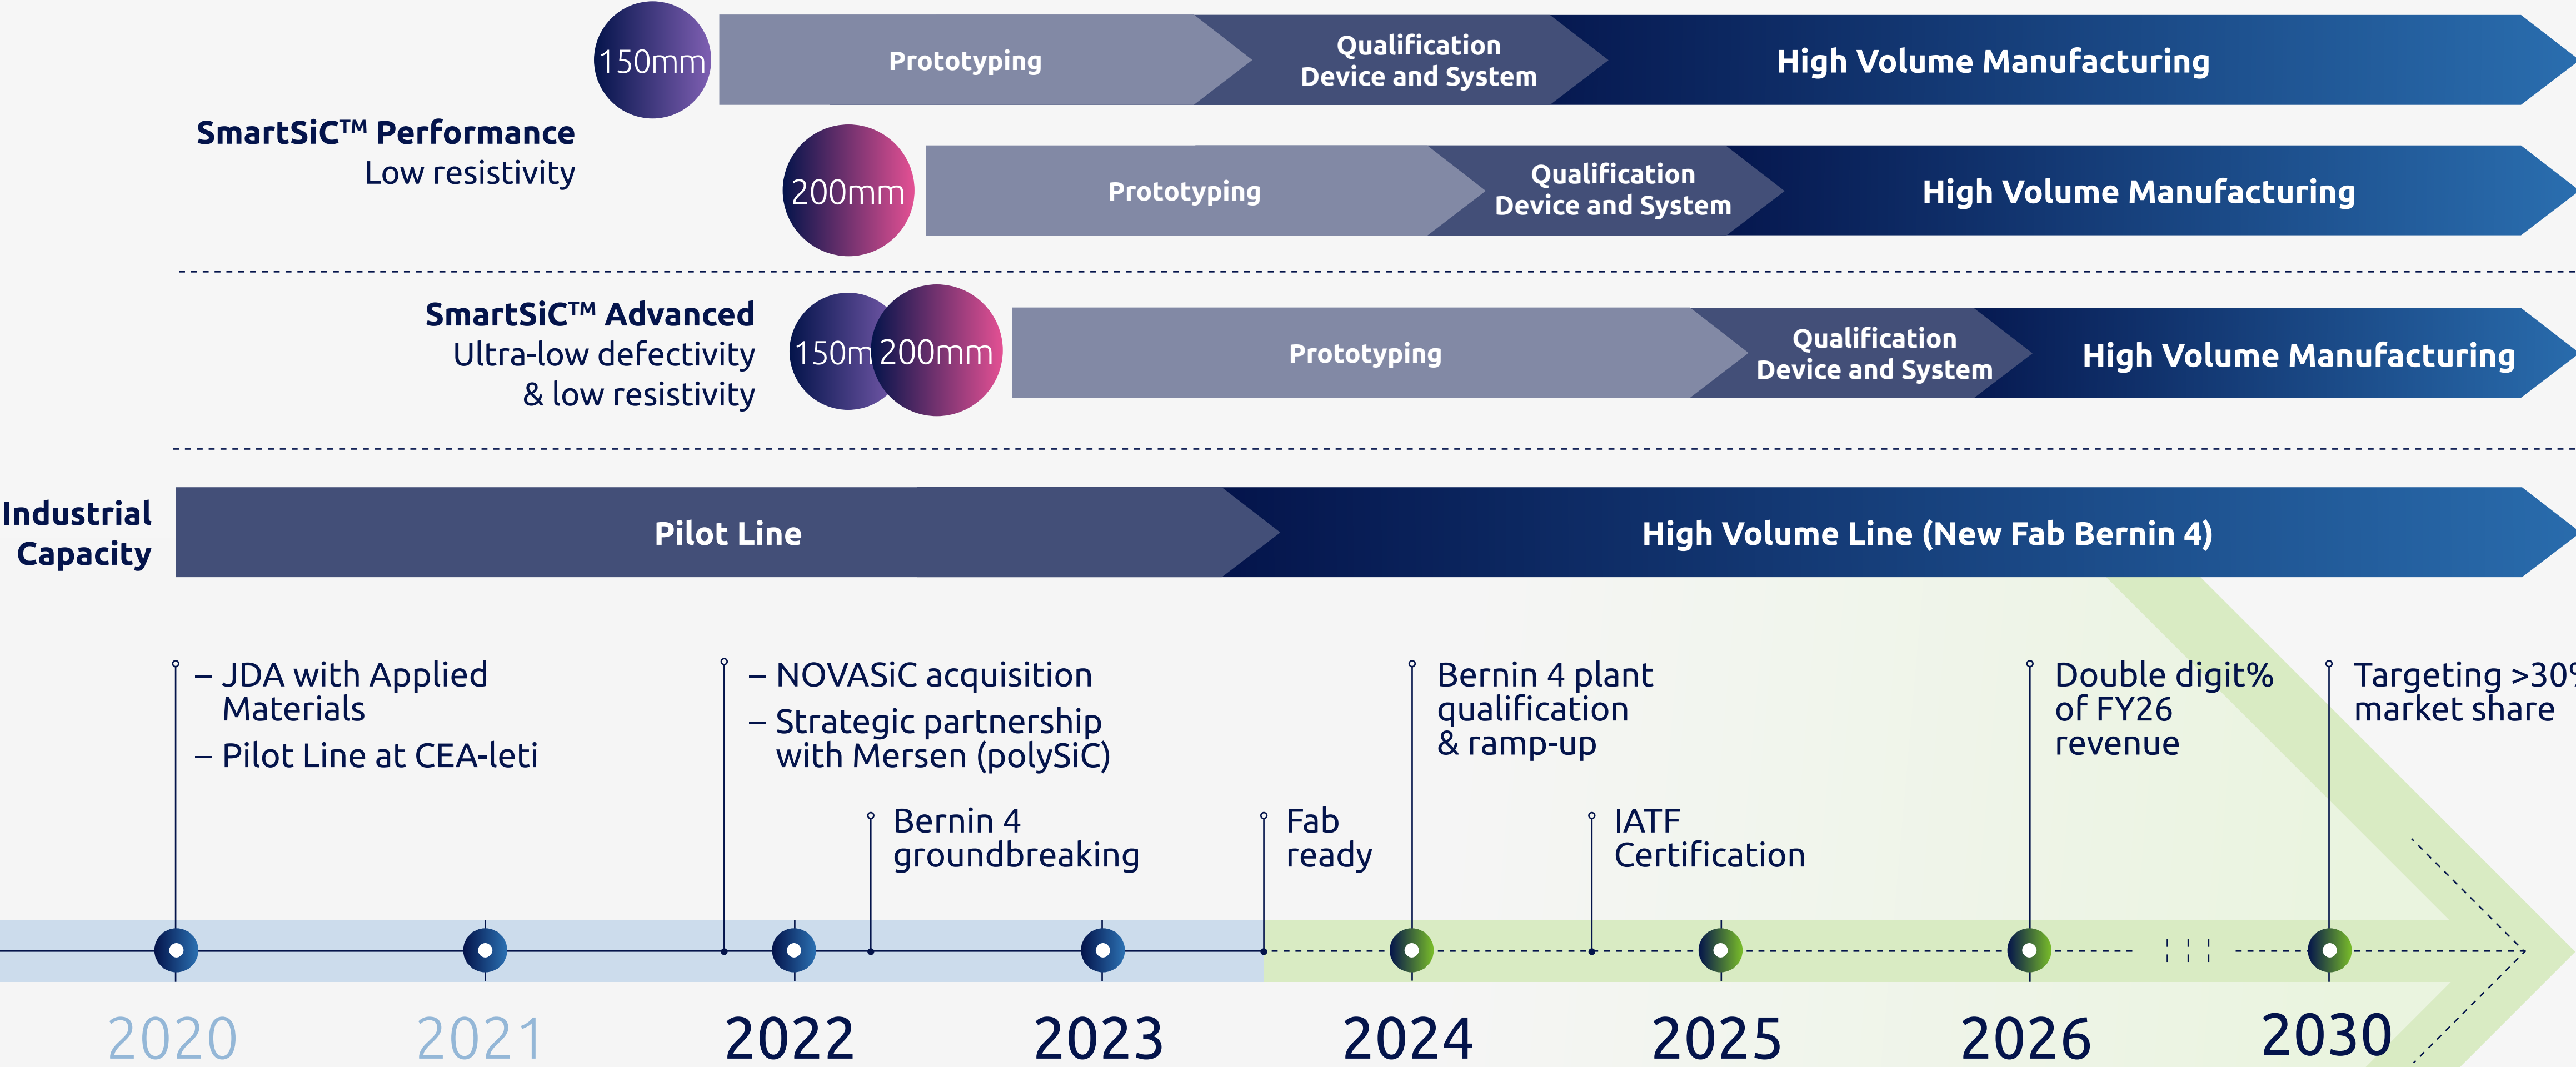 150mm
Prototyping
Qualification
Device and System
High Volume Manufacturing
SmartSiC™ Performance
Low resistivity
200mm
Prototyping
Qualification
Device and System
High Volume Manufacturing
SmartSiC™ Advanced
Ultra-low defectivity
& low resistivity
150m
200mm
Prototyping
Qualification
Device and System
High Volume Manufacturing
Industrial
Capacity
Pilot Line
High Volume Line (New Fab Bernin 4)
– JDA with Applied
Materials
– Pilot Line at CEA-leti
– NOVASiC acquisition
– Strategic partnership
with Mersen (polySiC)
Bernin 4
groundbreaking
Fab
ready
Bernin 4 plant
qualification
& ramp-up
IATF
Certification
Double digit%
of FY26
revenue
Targeting >30%
market share
2020
2021
2022
2023
2024
2025
2026
2030